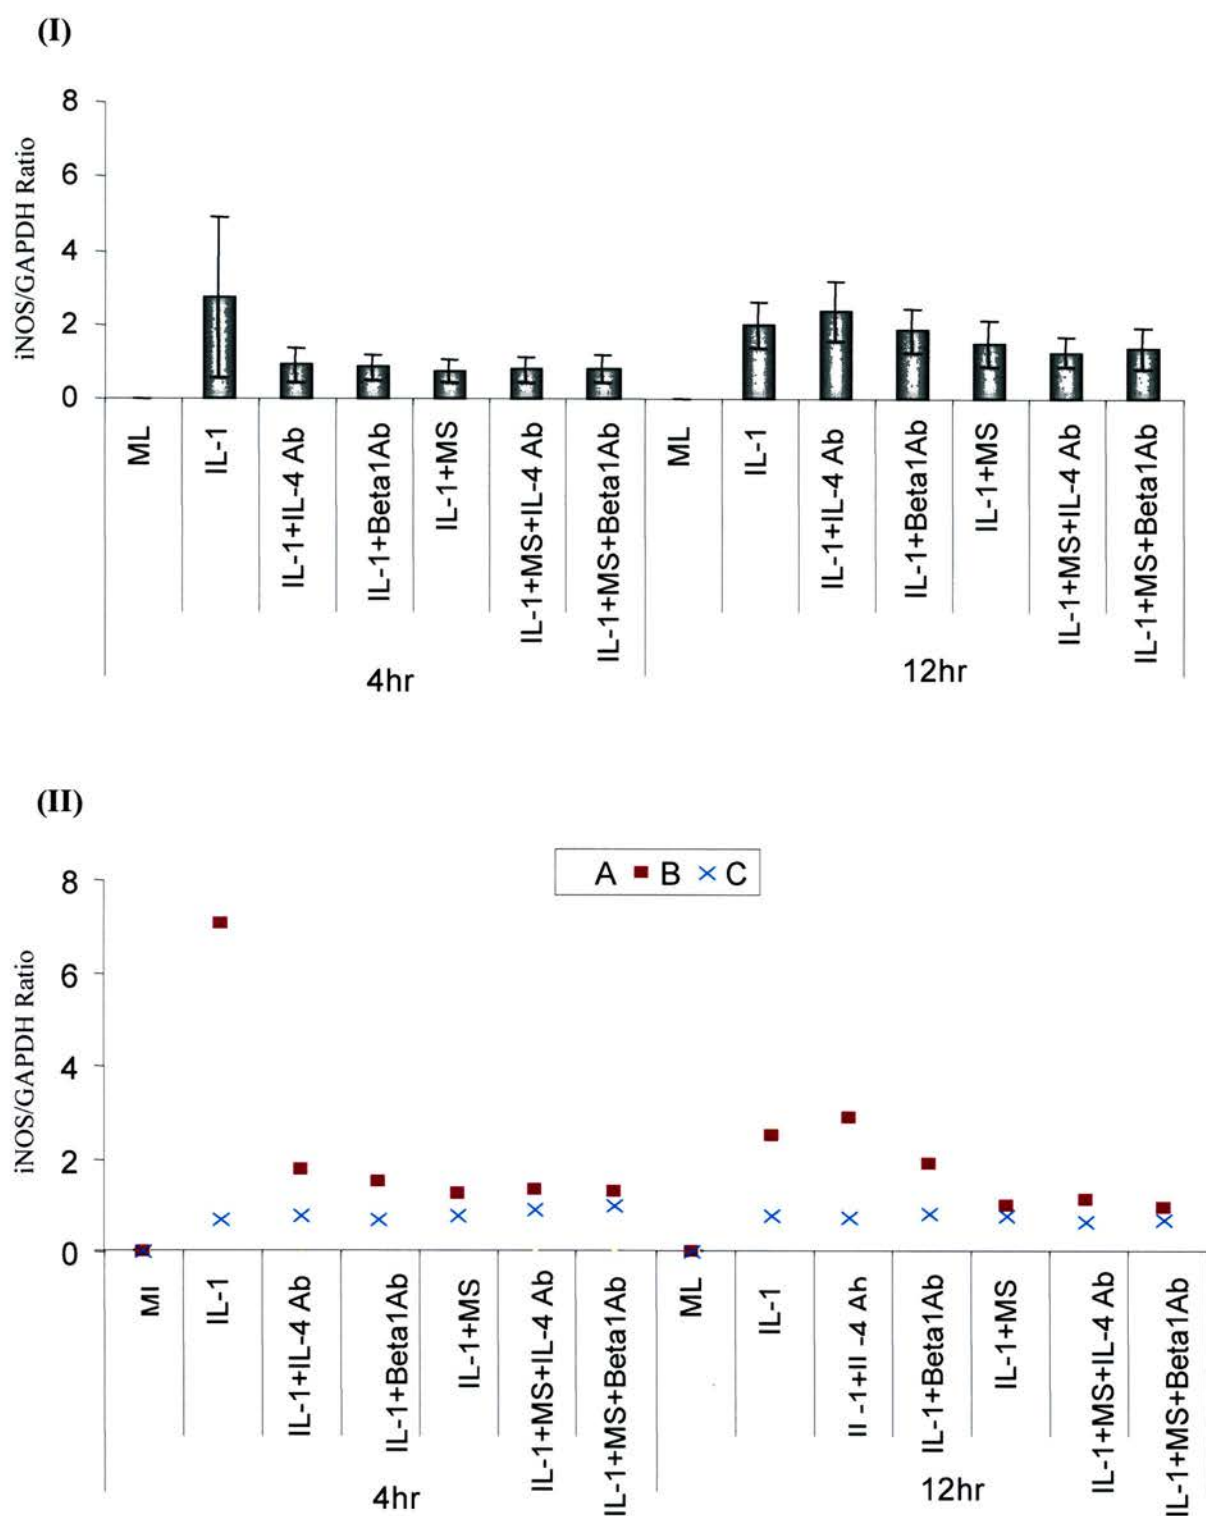 (I)
iNOS/GAPDH Ratio
8
6
4
2
0
ML
IL-1
IL-1+IL-4 Ab
IL-1+Beta1Ab
IL-1+MS
IL-1+MS+IL-4 Ab
IL-1+MS+Beta1Ab
ML
IL-1
IL-1+IL-4 Ab
IL-1+Beta1Ab
IL-1+MS
IL-1+MS+IL-4 Ab
IL-1+MS+Beta1Ab
4hr
12hr
(II)
A B C
iNOS/GAPDH Ratio
8
6
4
2
0
MI
IL-1
IL-1+IL-4 Ab
IL-1+Beta1Ab
IL-1+MS
IL-1+MS+IL-4 Ab
IL-1+MS+Beta1Ab
ML
IL-1
IL-1+IL-4 Ab
IL-1+Beta1Ab
IL-1+MS
IL-1+MS+IL-4 Ab
IL-1+MS+Beta1Ab
4hr
12hr